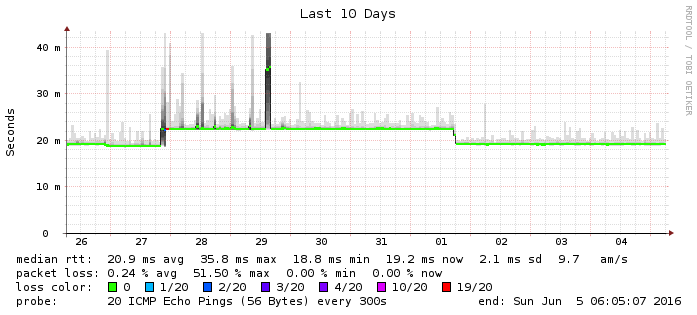 Last 10 Days
RRDTOOL / TOBI OETIKER
Seconds
40 m
30 m
20 m
10 m
0
26 27 28 29 30 31 01 02 03 04
median rtt: 20.9 ms avg 35.8 ms max 18.8 ms min 19.2 ms now 2.1 ms sd 9.7 am/s
packet loss: 0.24 % avg 51.50 % max 0.00 % min 0.00 % now
loss color: 0 1/20 2/20 3/20 4/20 10/20 19/20
probe: 20 ICMP Echo Pings (56 Bytes) every 300s end: Sun Jun 5 06:05:07 2016